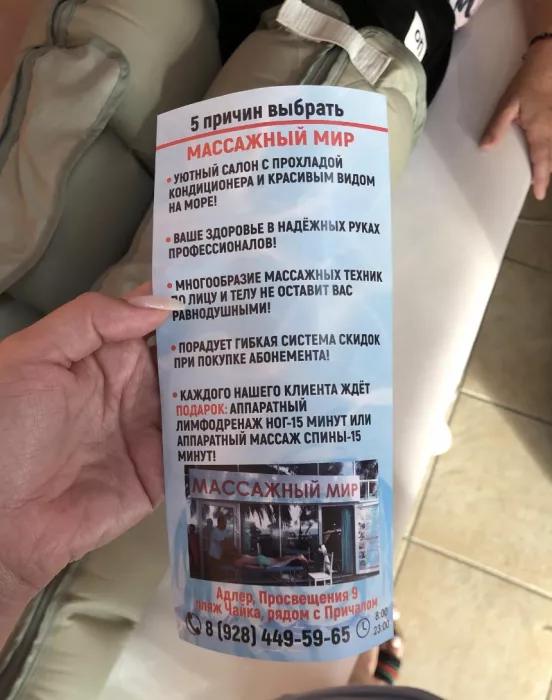 5 причин выбрать
МАССАЖНЫЙ МИР
• УЮТНЫЙ САЛОН С ПРОХЛАДОЙ
КОНДИЦИОНЕРА И КРАСИВЫМ ВИДОМ
НА МОРЕ!
• ВАШЕ ЗДОРОВЬЕ В НАДЁЖНЫХ РУКАХ
ПРОФЕССИОНАЛОВ!
• МНОГООБРАЗИЕ МАССАЖНЫХ ТЕХНИК
ПО ЛИЦУ И ТЕЛУ НЕ ОСТАВИТ ВАС
РАВНОДУШНЫМИ!
• ПОРАДУЕТ ГИБКАЯ СИСТЕМА СКИДОК
ПРИ ПОКУПКЕ АБОНЕМЕНТА!
• КАЖДОГО НАШЕГО КЛИЕНТА ЖДЁТ
ПОДАРОК: АППАРАТНЫЙ
ЛИМФОДРЕНАЖ НОГ-15 МИНУТ ИЛИ
АППАРАТНЫЙ МАССАЖ СПИНЫ-15
МИНУТ!
МАССАЖНЫЙ МИР
Адлер, Просвещения 9
пляж Чайка, рядом с Причалом
8 (928) 449-59-65
8:00
23:00